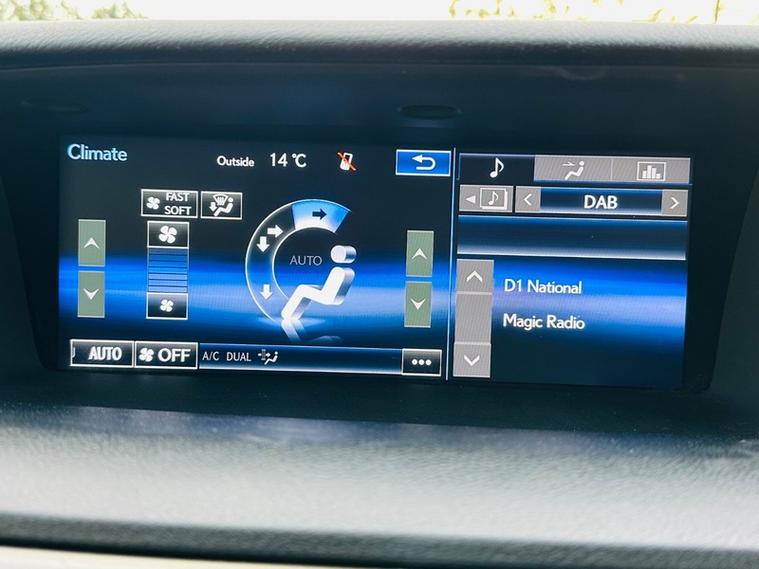 Climate
Outside 14 °C
FAST
SOFT
AUTO
AUTO
OFF
A/C DUAL
DAB
D1 National
Magic Radio